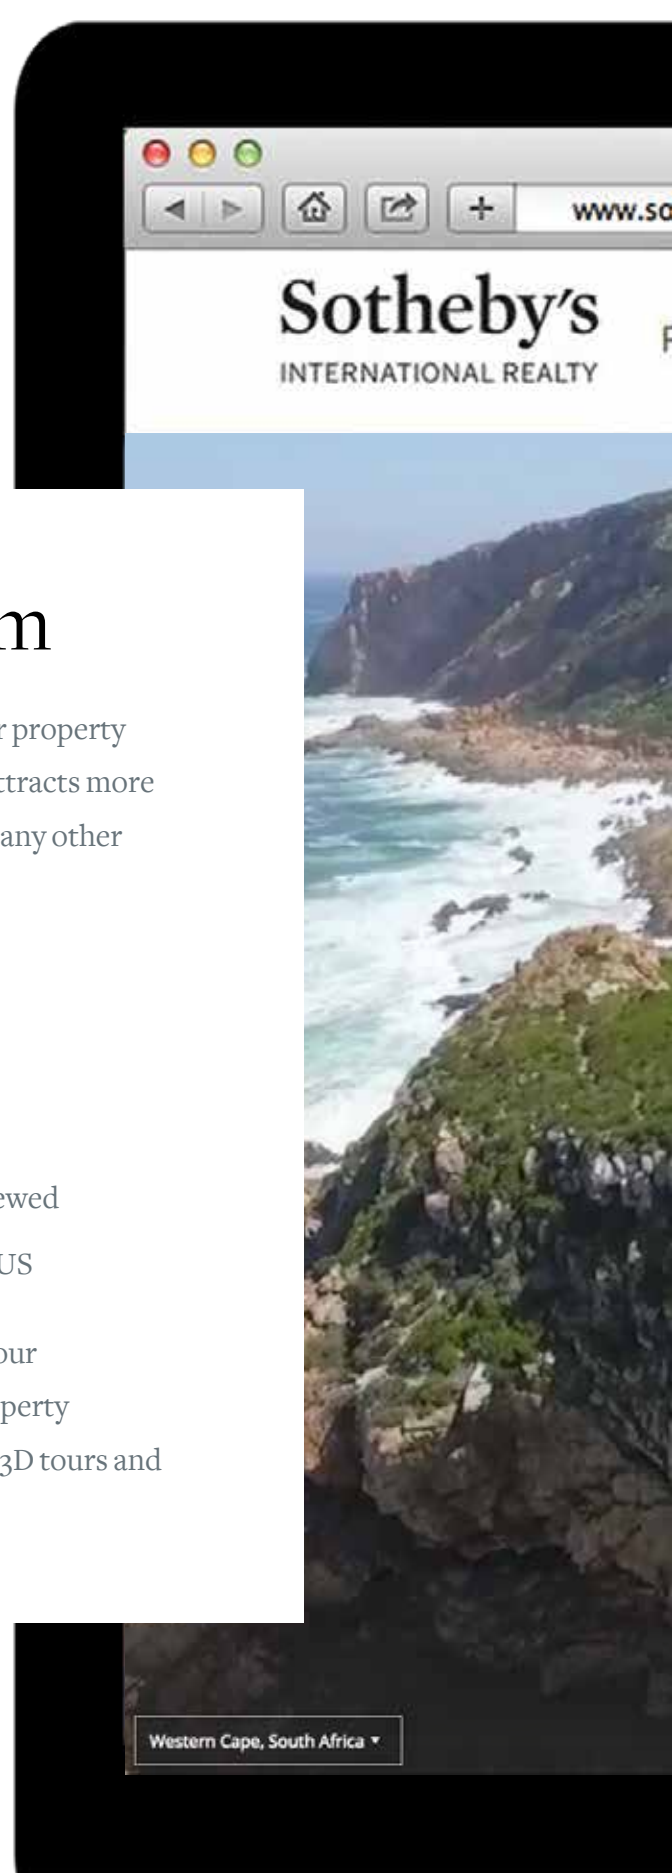 www.so
Sotheby's
INTERNATIONAL REALTY
m
r property
ttracts more
any other
ewed
US
our
perty
3D tours and
Western Cape, South Africa